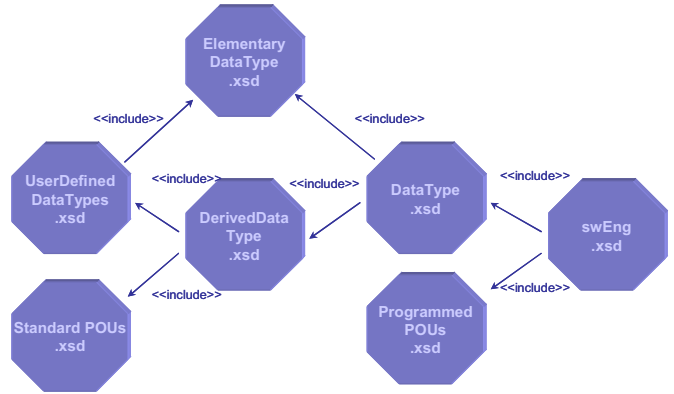 Elementary
DataType
.xsd
<<include>>
<<include>>
UserDefined
DataTypes
.xsd
<<include>>
DerivedData
Type
.xsd
<<include>>
DataType
.xsd
<<include>>
swEng
.xsd
<<include>>
<<include>>
Standard POUs
.xsd
Programmed
POUs
.xsd